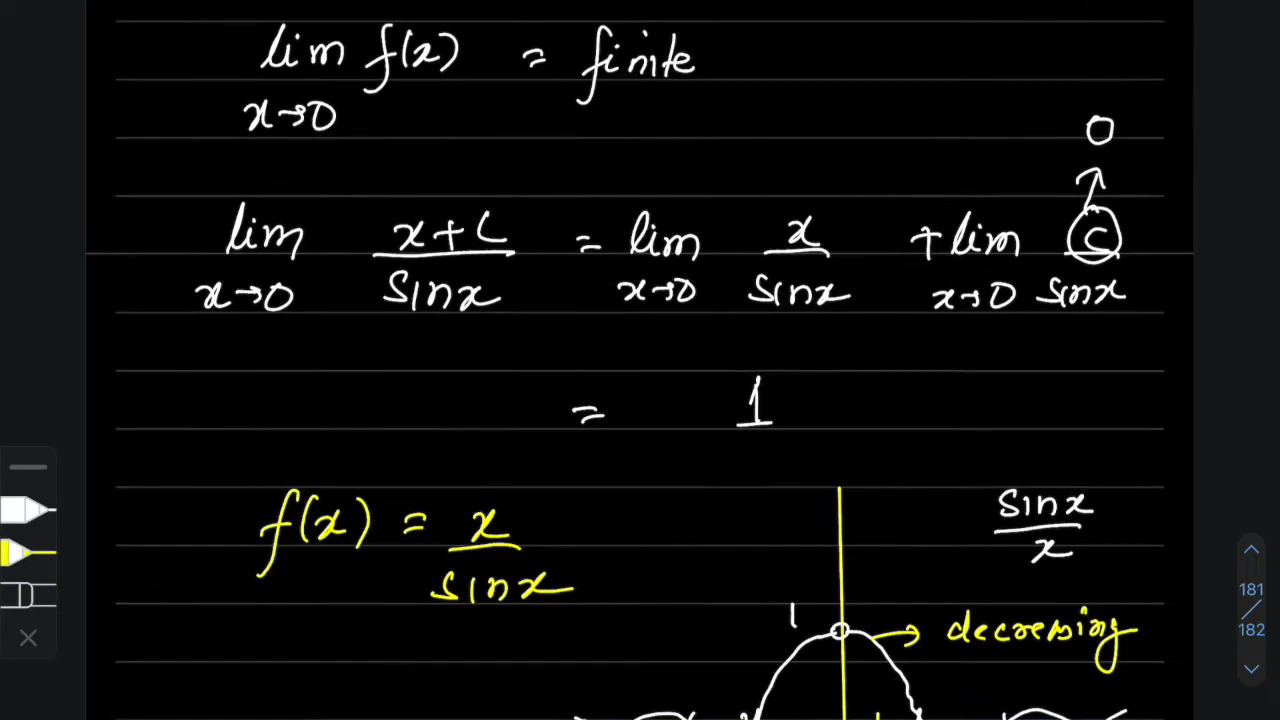 lim f(x) = finite
x→0
0
↑
lim x+C = lim x + lim C
x→0 sinx x→0 sinx x→0 sinx
= 1
f(x) = x sinx
x sinx
1
→ decresing
181
182